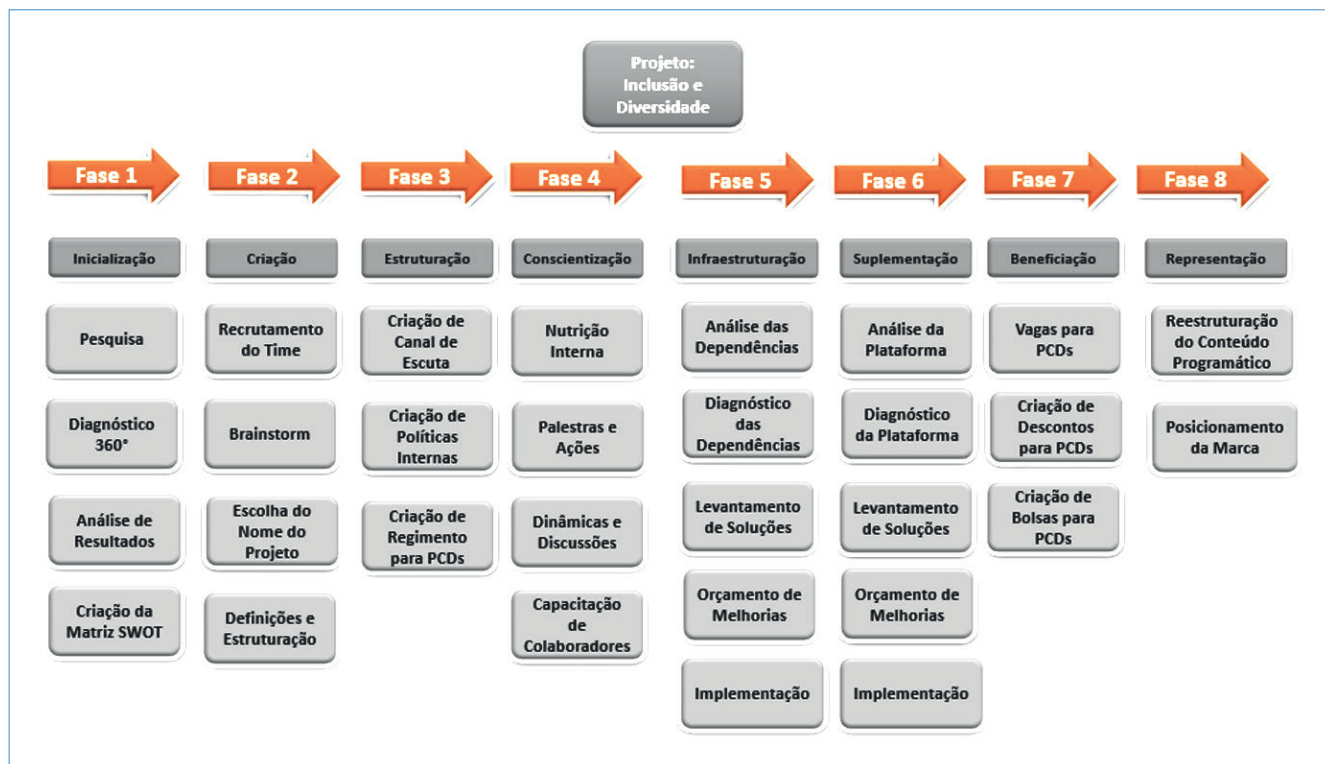 Projeto:
Inclusão e
Diversidade
Fase 1
Fase 2
Fase 3
Fase 4
Fase 5
Fase 6
Fase 7
Fase 8
Inicialização
Criação
Estruturação
Conscientização
Infraestruturação
Suplementação
Beneficiação
Representação
Pesquisa
Recrutamento
do Time
Criação de
Canal de
Escuta
Nutrição
Interna
Análise das
Dependências
Análise da
Plataforma
Vagas para
PCDs
Reestruturação
do Conteúdo
Programático
Diagnóstico
360°
Brainstorm
Criação de
Políticas
Internas
Palestras e
Ações
Diagnóstico
das
Dependências
Diagnóstico
da Plataforma
Criação de
Descontos
para PCDs
Posicionamento
da Marca
Análise de
Resultados
Escolha do
Nome do
Projeto
Criação de
Regimento
para PCDs
Dinâmicas e
Discussões
Levantamento
de Soluções
Levantamento
de Soluções
Criação de
Bolsas para
PCDs
Criação da
Matriz SWOT
Definições e
Estruturação
Capacitação
de
Colaboradores
Orçamento de
Melhorias
Orçamento de
Melhorias
Implementação
Implementação